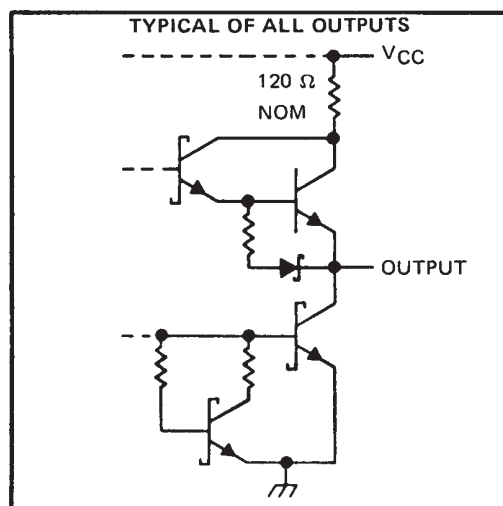 TYPICAL OF ALL OUTPUTS
VCC
120 Ω
NOM
OUTPUT